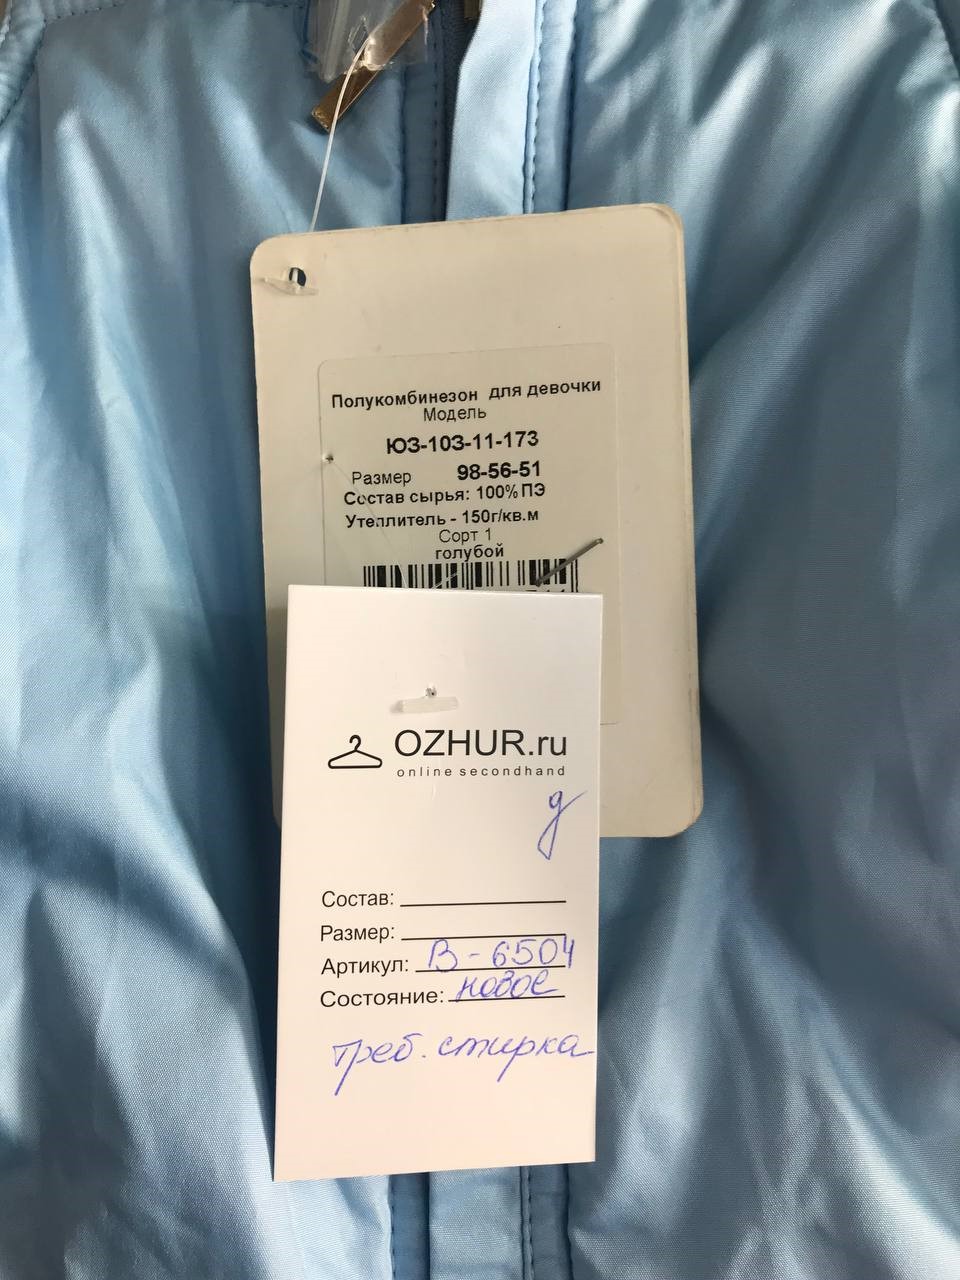 Полукомбинезон для девочки
Модель
ЮЗ-103-11-173
Размер 98-56-51
Состав сырья: 100% ПЭ
Утеплитель - 150г/кв.м
Сорт 1
голубой
OZHUR.ru
online secondhand
д
Состав:
Размер:
Артикул: В-6504
Состояние: новое
треб. стирка